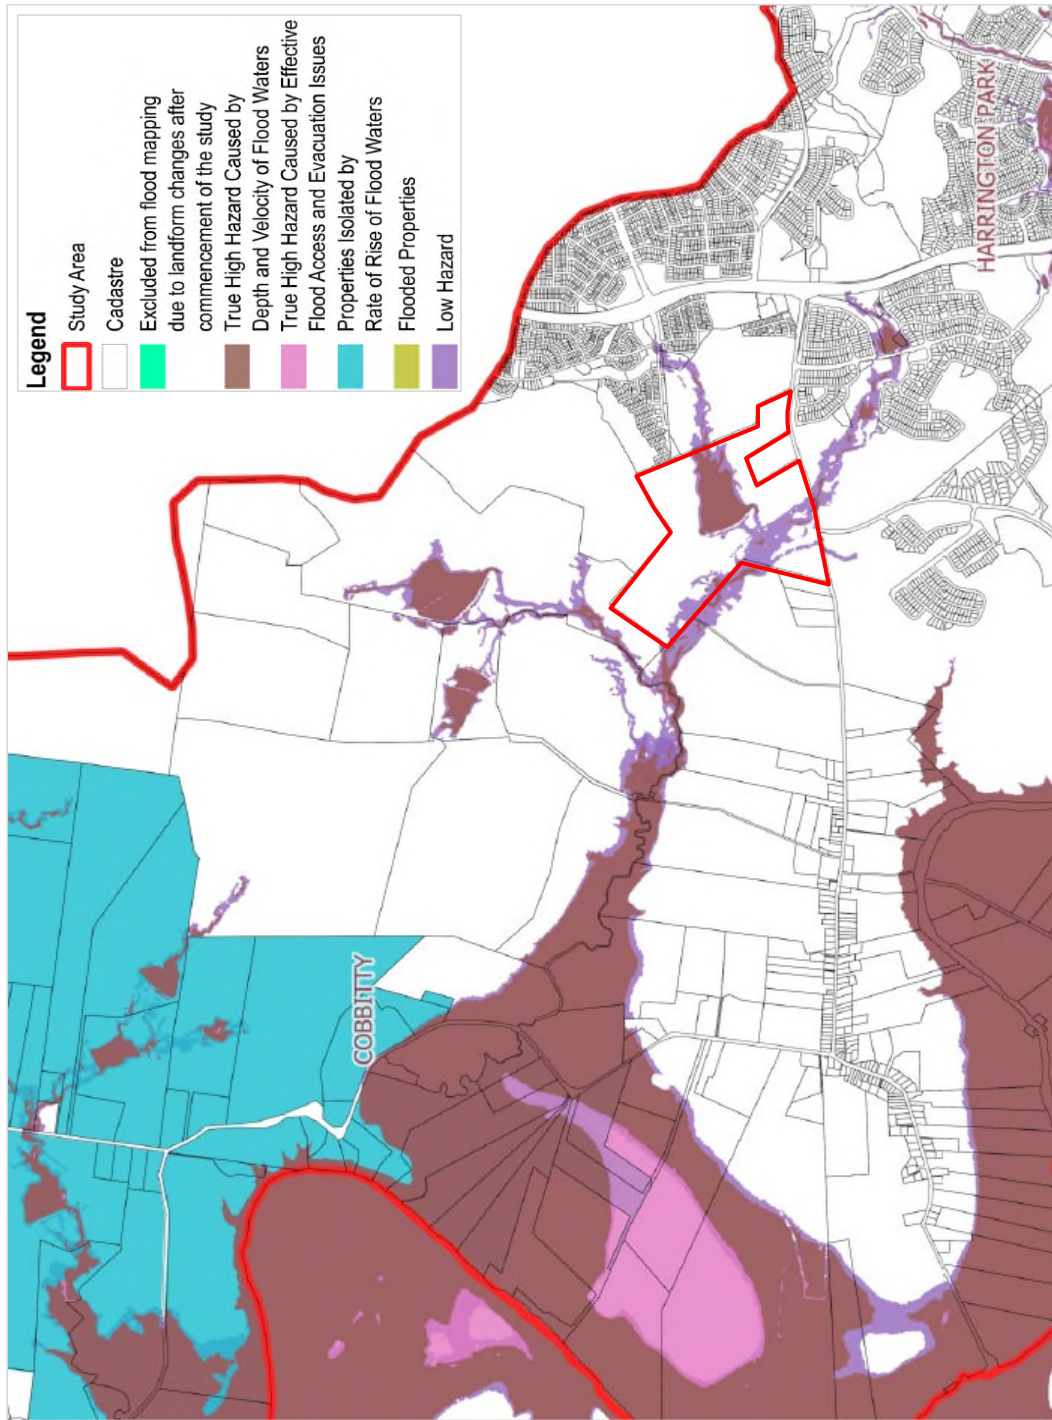 Legend
Study Area
Cadastre
Excluded from flood mapping
due to landform changes after
commencement of the study
True High Hazard Caused by
Depth and Velocity of Flood Waters
True High Hazard Caused by Effective
Flood Access and Evacuation Issues
Properties Isolated by
Rate of Rise of Flood Waters
Flooded Properties
Low Hazard
COBBITTY
HARRINGTON PARK